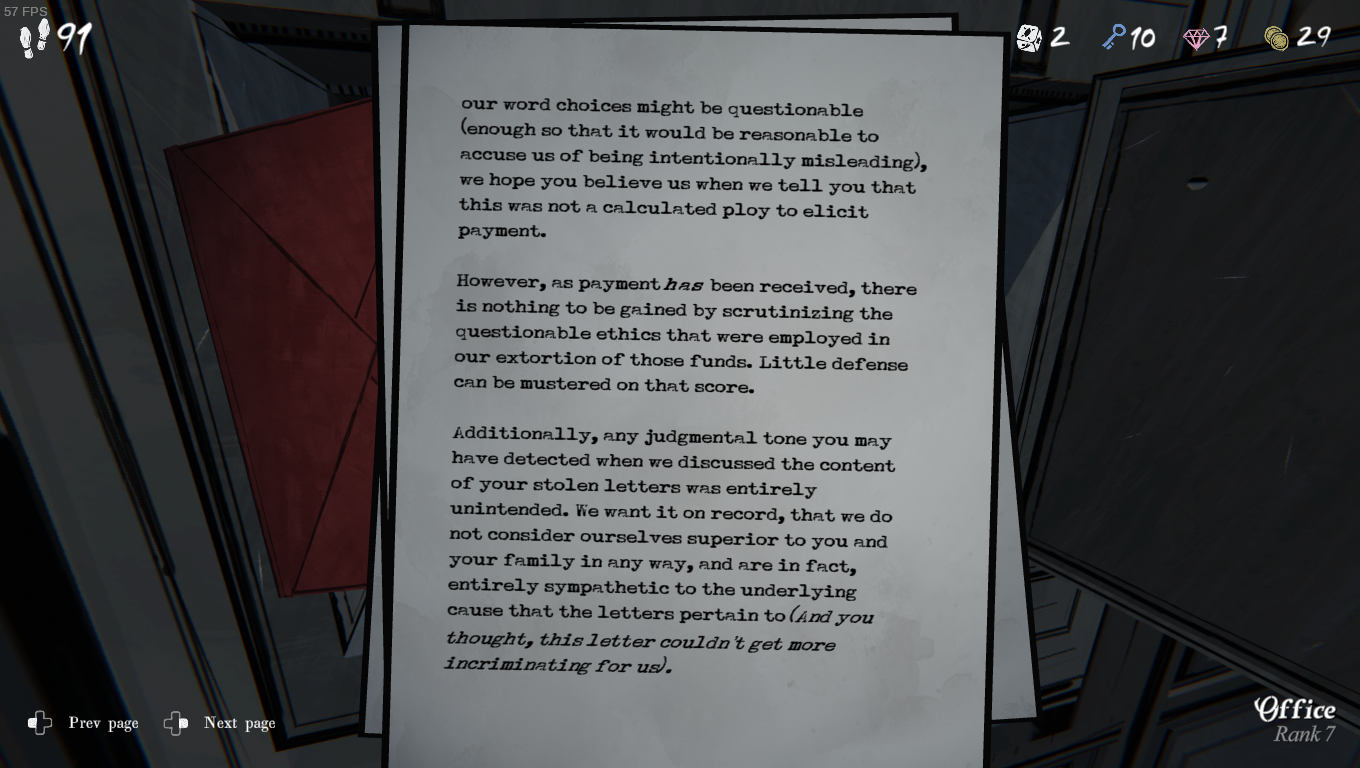 57 FPS
91
2
10
7
29
our word choices might be questionable
(enough so that it would be reasonable to
accuse us of being intentionally misleading),
we hope you believe us when we tell you that
this was not a calculated ploy to elicit
payment.
However, as payment has been received, there
is nothing to be gained by scrutinizing the
questionable ethics that were employed in
our extortion of those funds. Little defense
can be mustered on that score.
Additionally, any judgmental tone you may
have detected when we discussed the content
of your stolen letters was entirely
unintended. We want it on record, that we do
not consider ourselves superior to you and
your family in any way, and are in fact,
entirely sympathetic to the underlying
cause that the letters pertain to (And you
thought, this letter couldn't get more
incriminating for us).
Prev page
Next page
Office
Rank 7